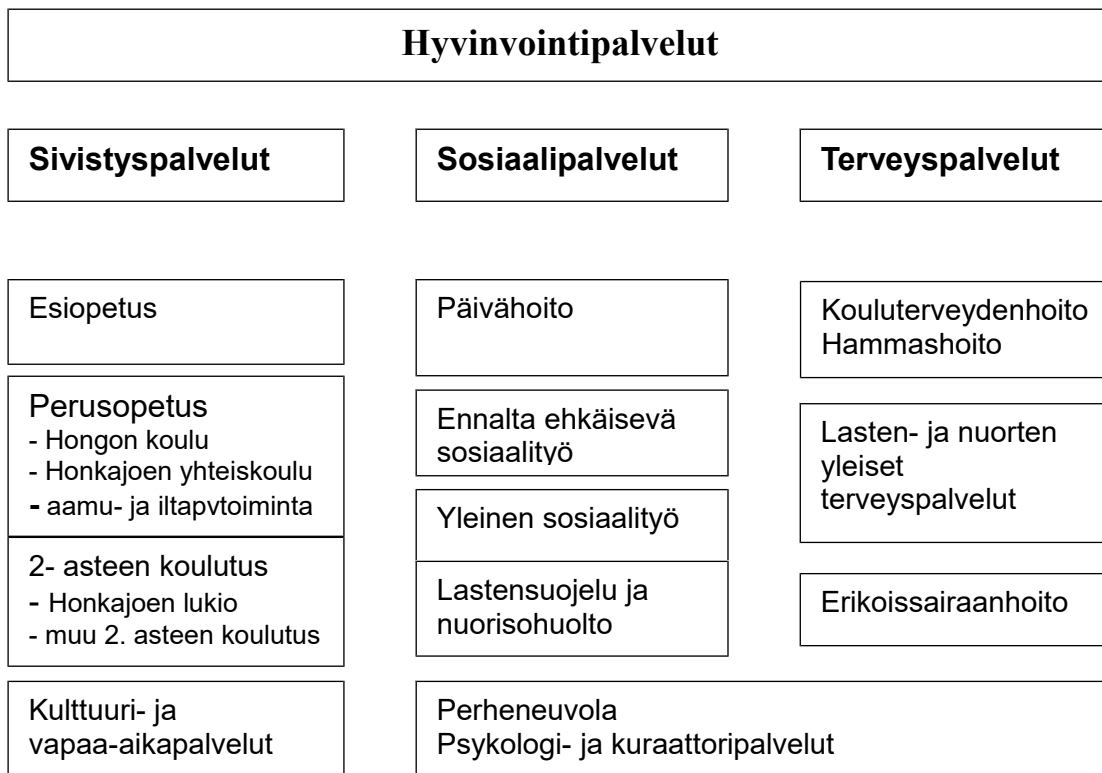 Hyvinvointipalvelut
Sivistyspalvelut
Sosiaalipalvelut
Terveyspalvelut
Esiopetus
Päivähoito
Kouluterveydenhoito
Hammashoito
Perusopetus
- Hongon koulu
- Honkajoen yhteiskoulu
- aamu- ja iltapvtoiminta
Ennalta ehkäisevä
sosiaalityö
Lasten- ja nuorten
yleiset
terveyspalvelut
Yleinen sosiaalityö
2- asteen koulutus
- Honkajoen lukio
- muu 2. asteen koulutus
Lastensuojelu ja
nuorisohuolto
Erikoissairaanhoito
Kulttuuri- ja
vapaa-aikapalvelut
Perheneuvola
Psykologi- ja kuraattoripalvelut